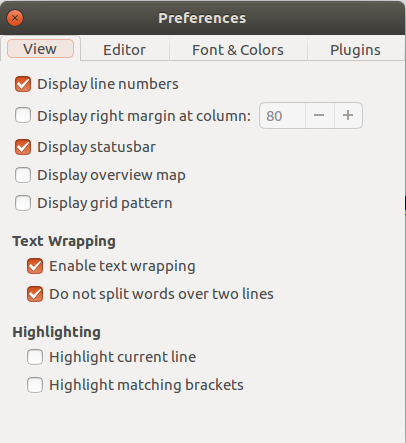 Preferences
View Editor Font & Colors Plugins
Display line numbers
Display right margin at column: 80 − +
Display statusbar
Display overview map
Display grid pattern
Text Wrapping
Enable text wrapping
Do not split words over two lines
Highlighting
Highlight current line
Highlight matching brackets